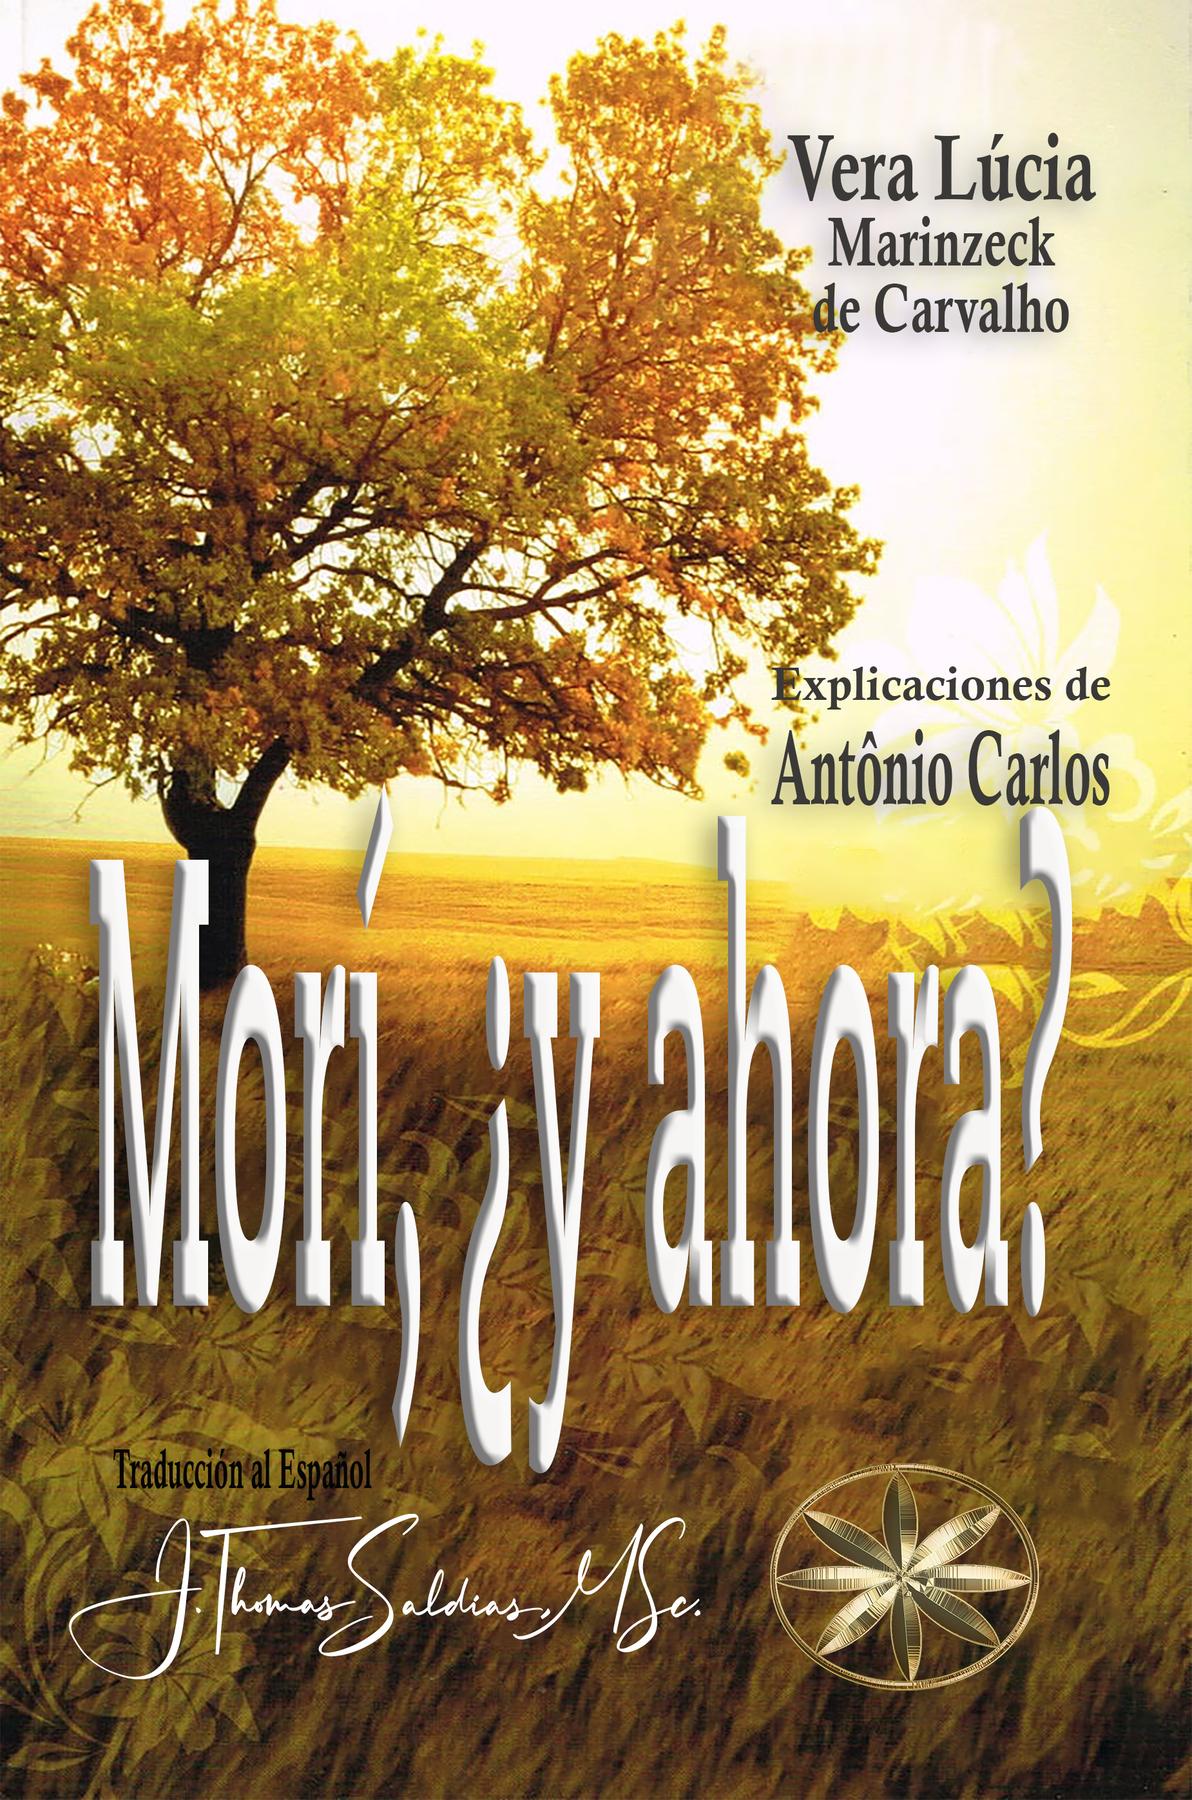 Vera Lúcia
Marinzeck
de Carvalho
Explicaciones de
Antônio Carlos
Morí, ¿y ahora?
Traducción al Español
J. Thomas Saldias, MSc.